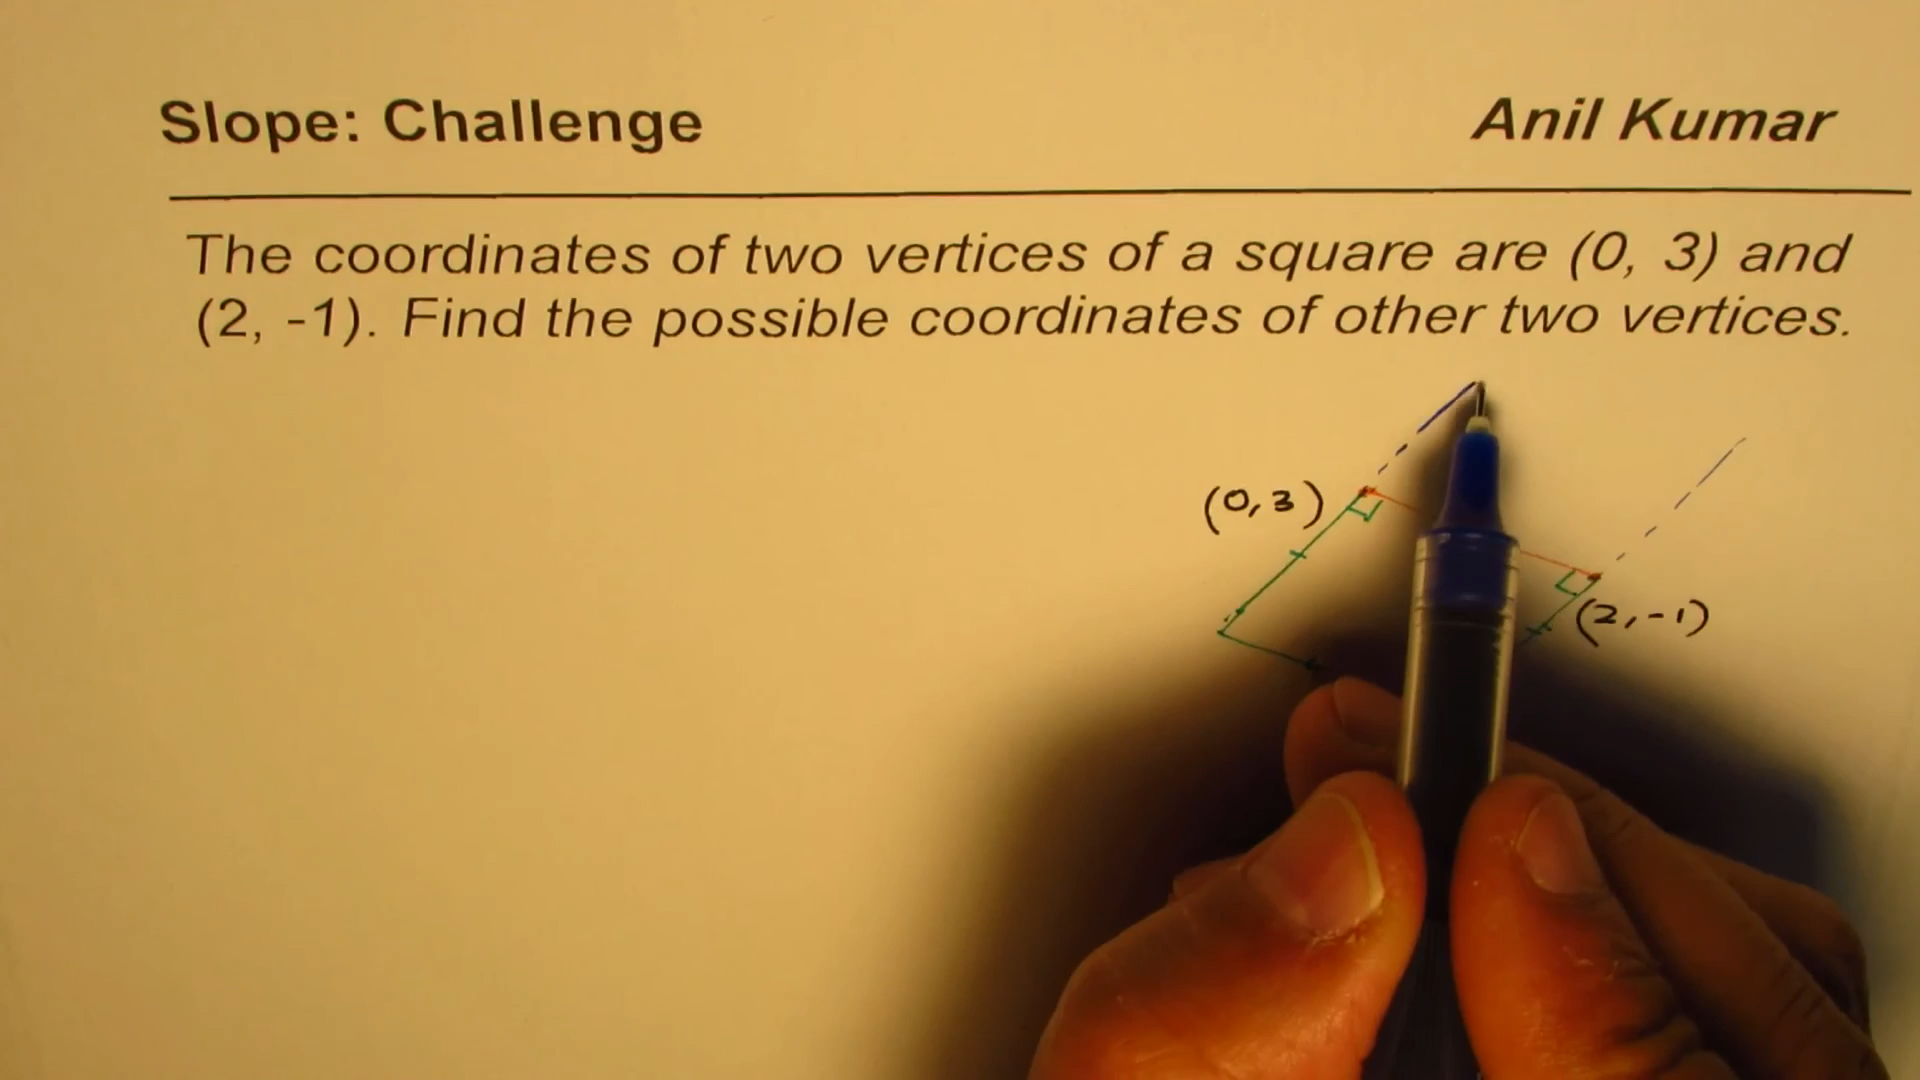 Slope: Challenge
Anil Kumar
The coordinates of two vertices of a square are (0, 3) and
(2, -1). Find the possible coordinates of other two vertices.
(0, 3)
(2, -1)